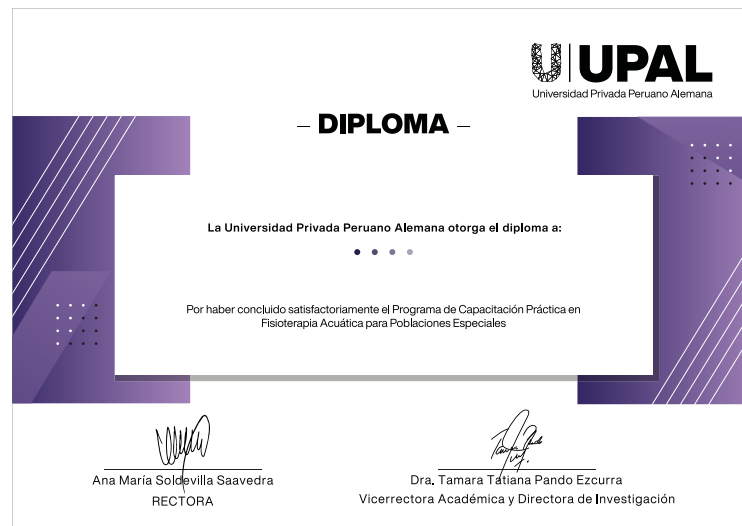 UPAL
Universidad Privada Peruano Alemana
– DIPLOMA –
La Universidad Privada Peruano Alemana otorga el diploma a:
Por haber concluido satisfactoriamente el Programa de Capacitación Práctica en
Fisioterapia Acuática para Poblaciones Especiales
Ana María Soldevilla Saavedra
RECTORA
Dra. Tamara Tatiana Pando Ezcurra
Vicerrectora Académica y Directora de Investigación